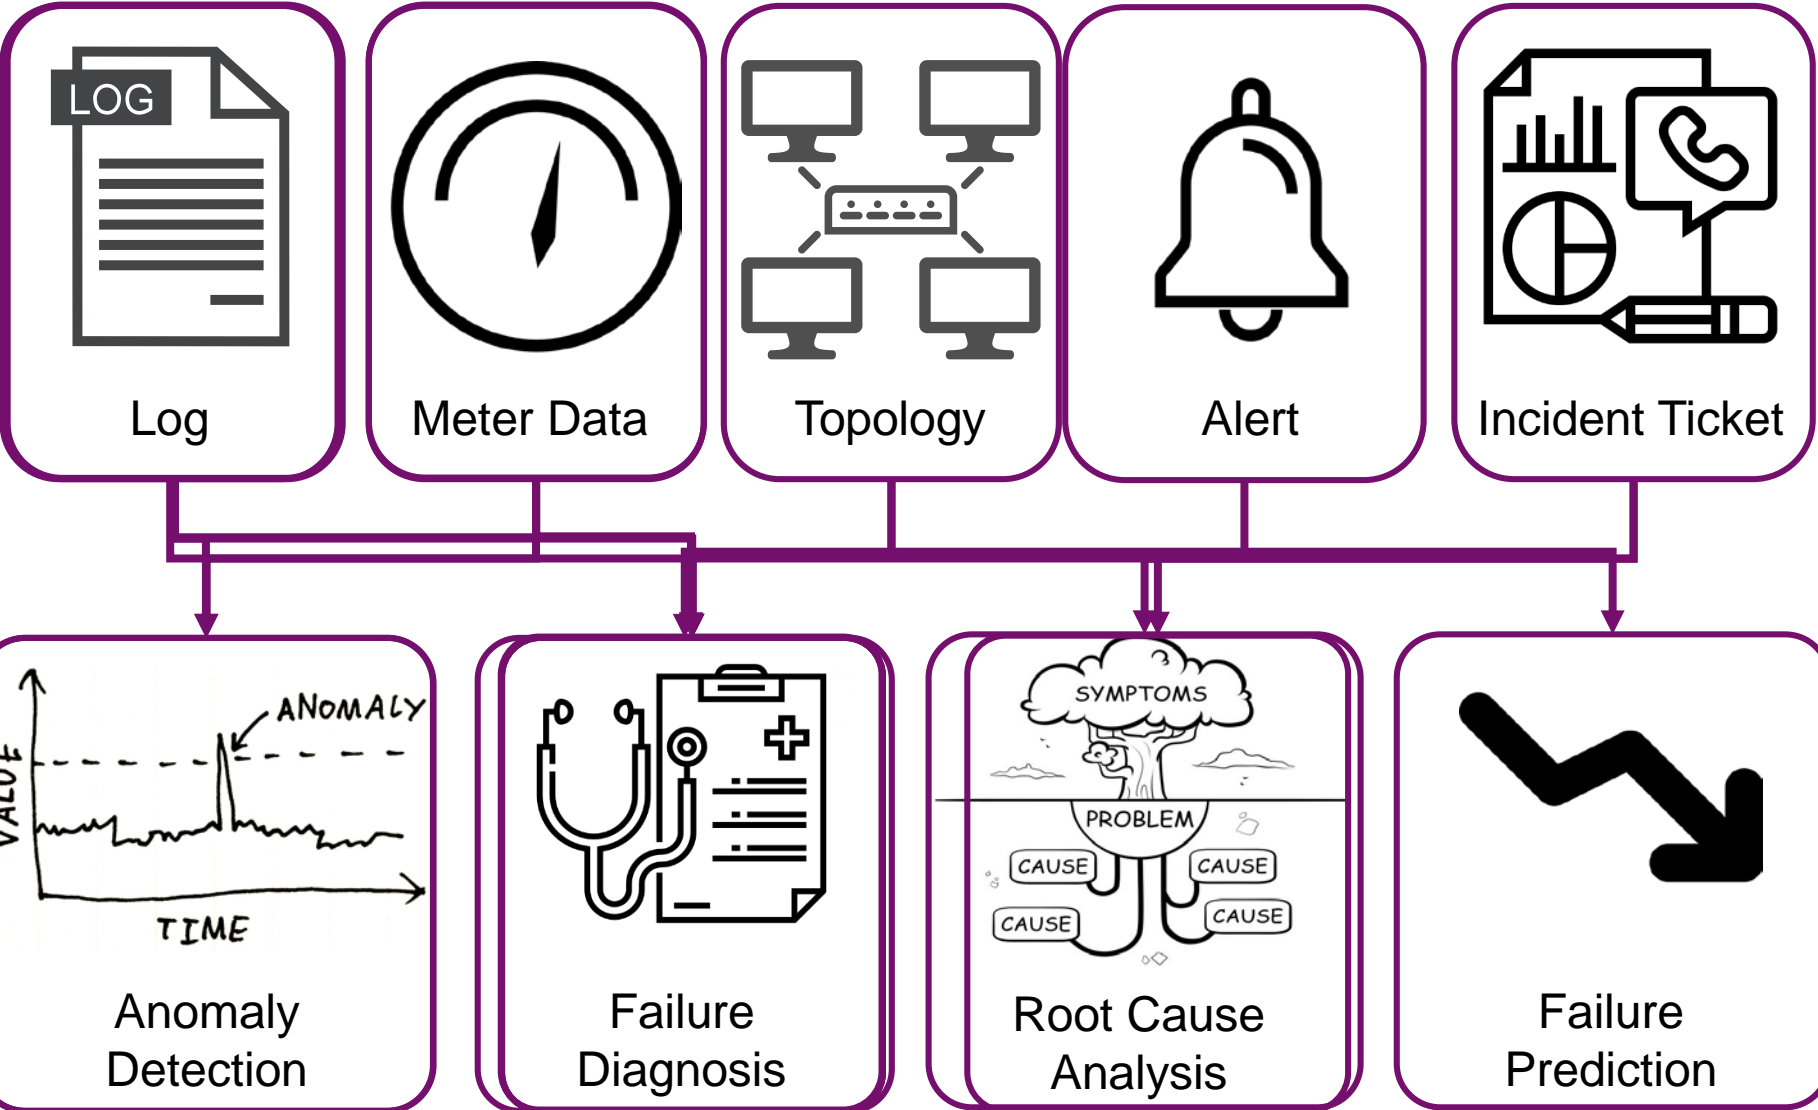 LOG
Log
Meter Data
Topology
Alert
Incident Ticket
VALUE
ANOMALY
TIME
Anomaly
Detection
Failure
Diagnosis
SYMPTOMS
PROBLEM
CAUSE
CAUSE
CAUSE
CAUSE
Root Cause
Analysis
Failure
Prediction